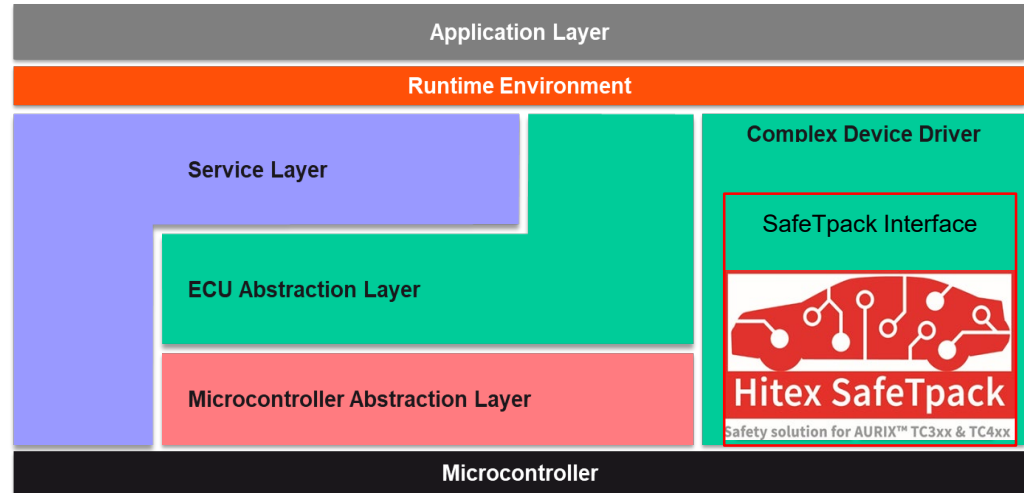 Application Layer
Runtime Environment
Complex Device Driver
Service Layer
SafeTpack Interface
ECU Abstraction Layer
Hitex SafeTpack
Safety solution for AURIX™ TC3xx & TC4xx
Microcontroller Abstraction Layer
Microcontroller